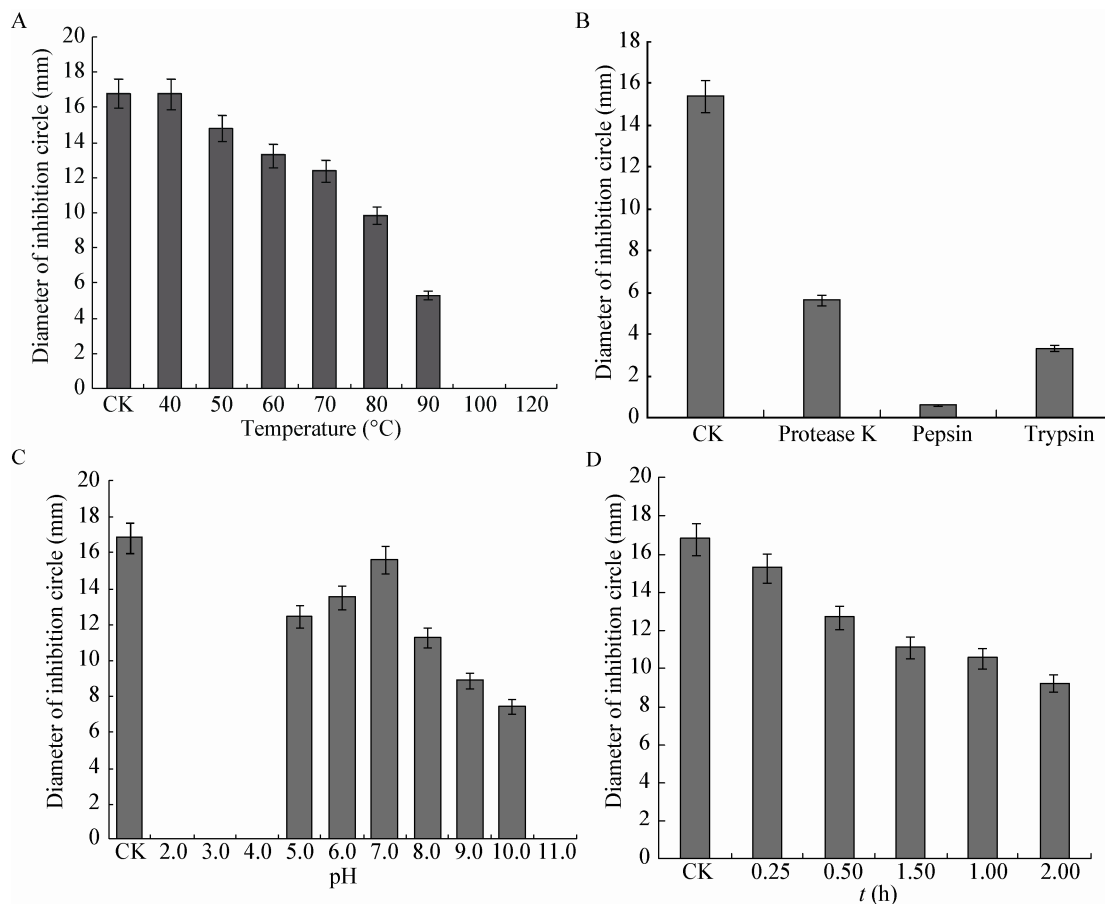 A
Diameter of inhibition circle (mm)
20
18
16
14
12
10
8
6
4
2
0
CK 40 50 60 70 80 90 100 120
Temperature (°C)
B
Diameter of inhibition circle (mm)
18
16
14
12
10
8
6
4
2
0
CK Protease K Pepsin Trypsin
C
Diameter of inhibition circle (mm)
20
18
16
14
12
10
8
6
4
2
0
CK 2.0 3.0 4.0 5.0 6.0 7.0 8.0 9.0 10.0 11.0
pH
D
Diameter of inhibition circle (mm)
20
18
16
14
12
10
8
6
4
2
0
CK 0.25 0.50 1.50 1.00 2.00
t (h)